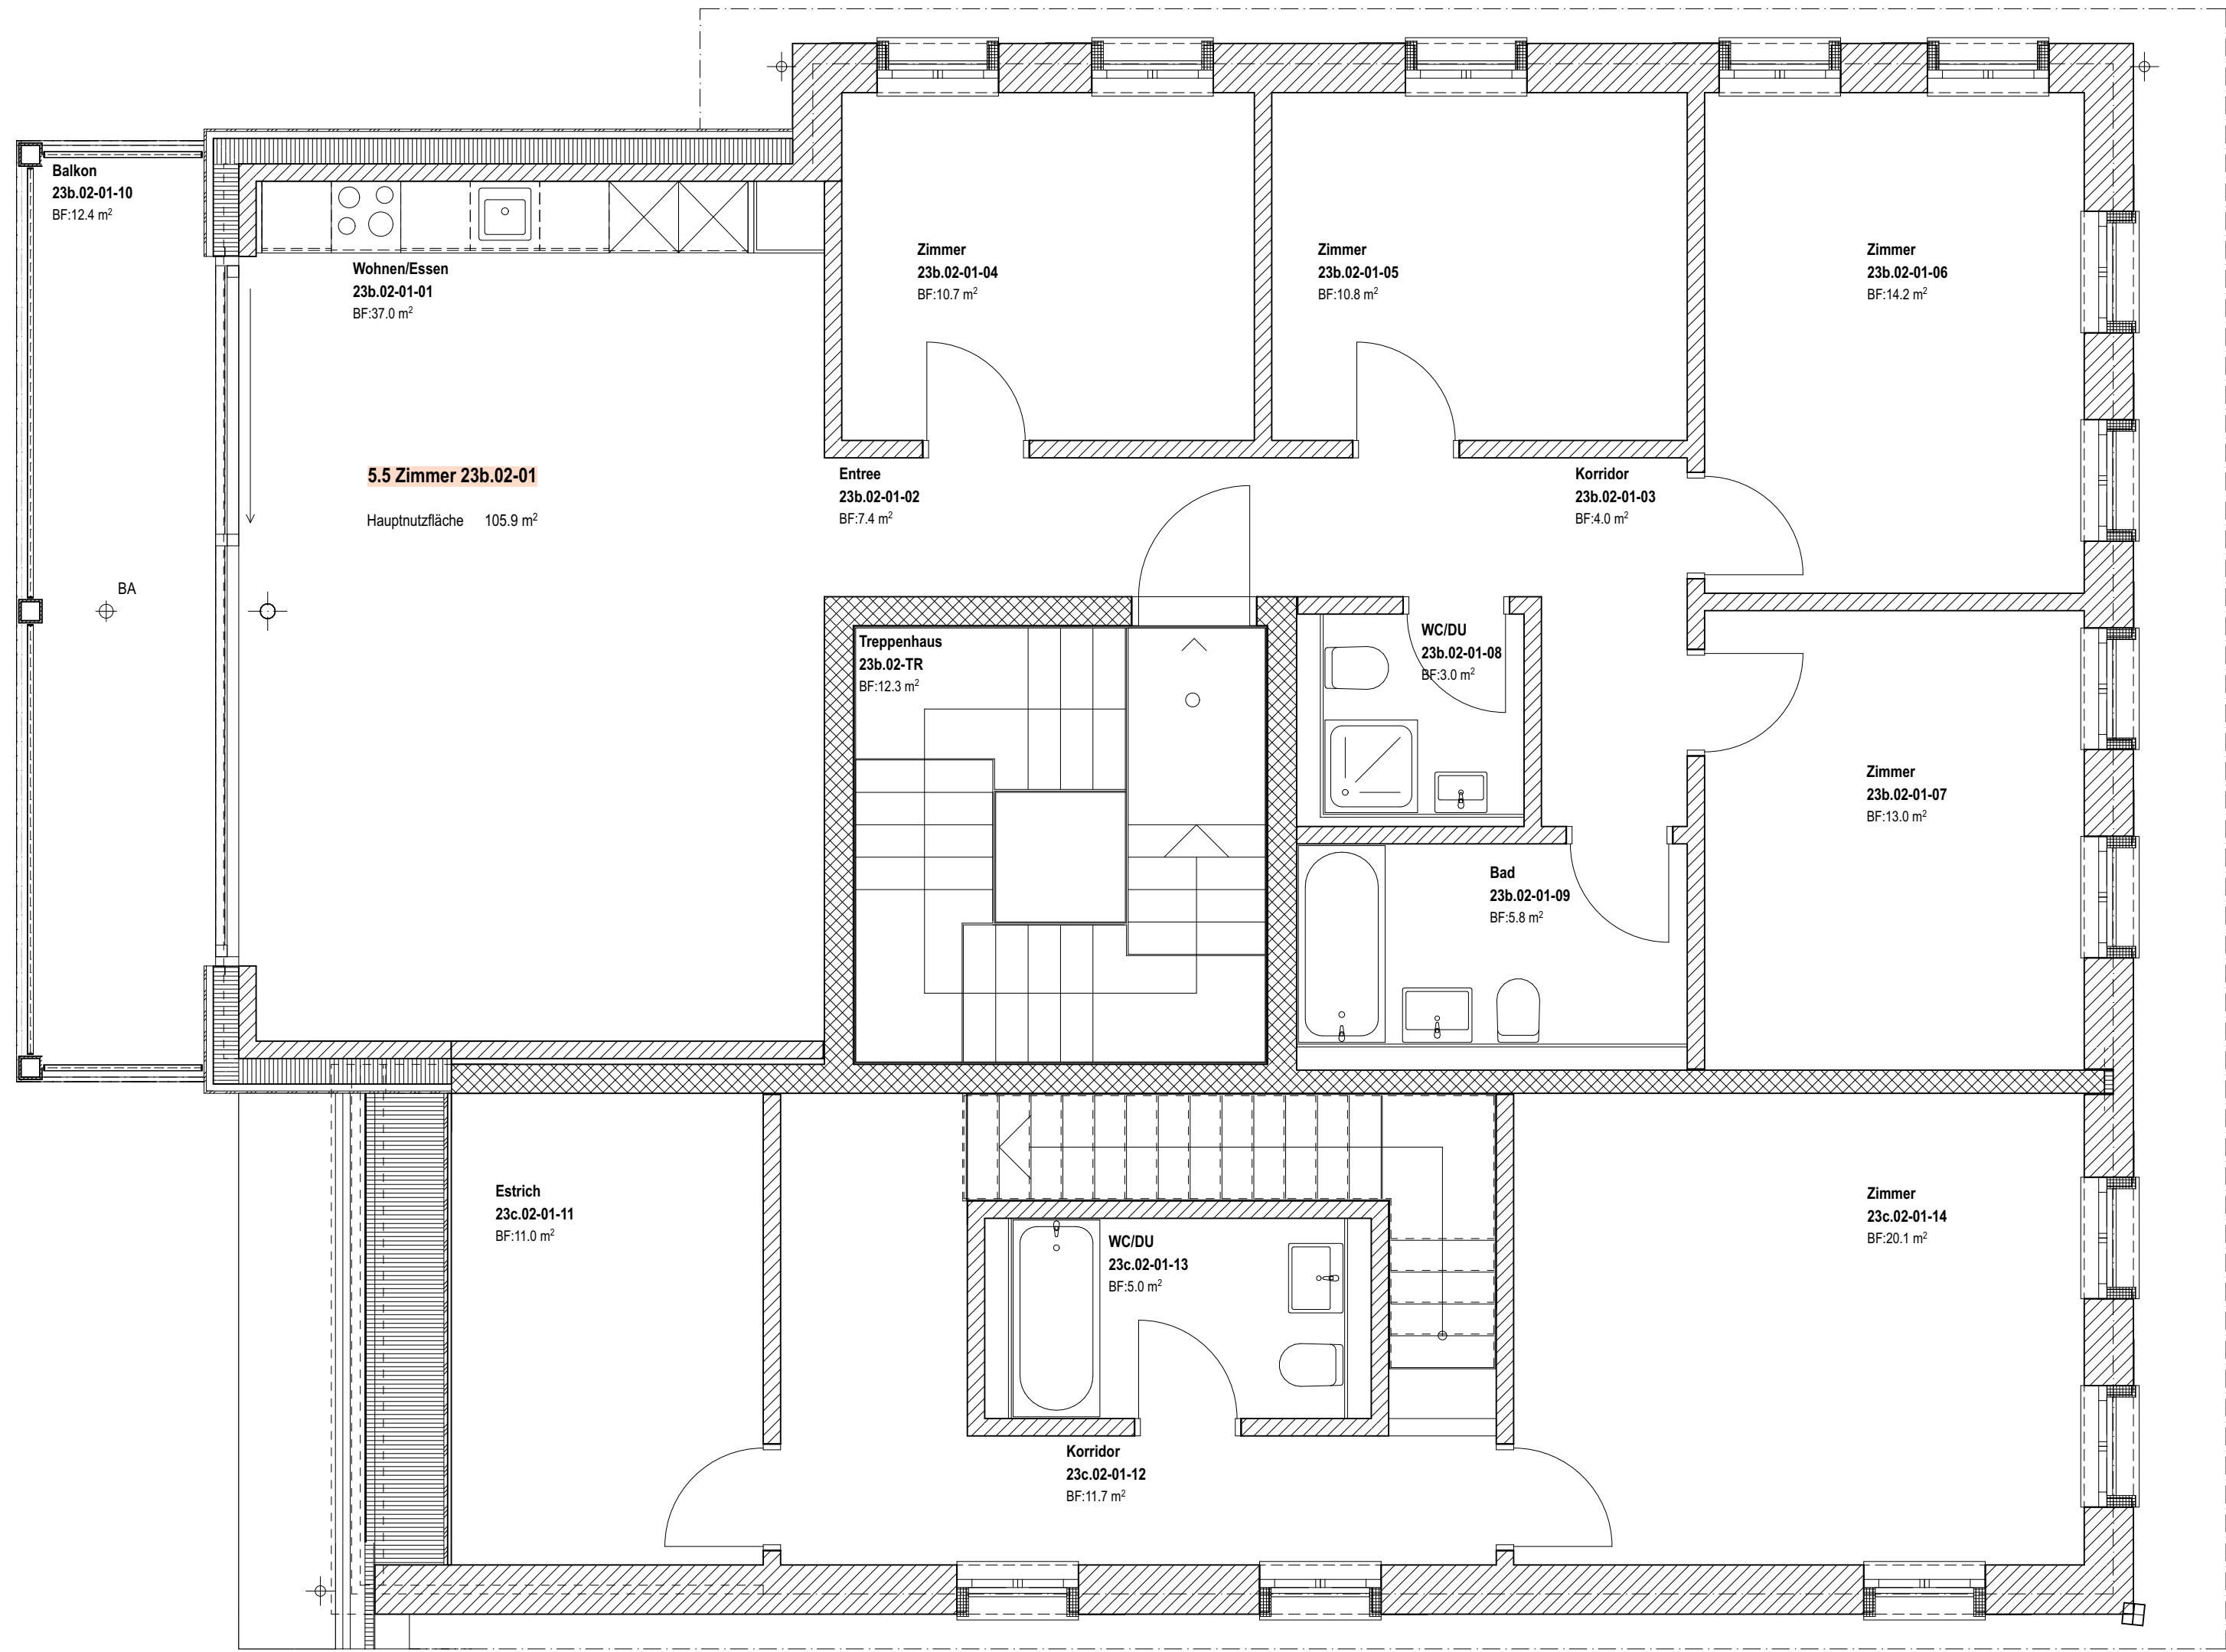 Balkon
23b.02-01-10
BF:12.4 m²
Wohnen/Essen
23b.02-01-01
BF:37.0 m²
Zimmer
23b.02-01-04
BF:10.7 m²
Zimmer
23b.02-01-05
BF:10.8 m²
Zimmer
23b.02-01-06
BF:14.2 m²
5.5 Zimmer 23b.02-01
Hauptnutzfläche 105.9 m²
Entree
23b.02-01-02
BF:7.4 m²
Korridor
23b.02-01-03
BF:4.0 m²
BA
Treppenhaus
23b.02-TR
BF:12.3 m²
WC/DU
23b.02-01-08
BF:3.0 m²
Zimmer
23b.02-01-07
BF:13.0 m²
Bad
23b.02-01-09
BF:5.8 m²
Estrich
23c.02-01-11
BF:11.0 m²
WC/DU
23c.02-01-13
BF:5.0 m²
Zimmer
23c.02-01-14
BF:20.1 m²
Korridor
23c.02-01-12
BF:11.7 m²